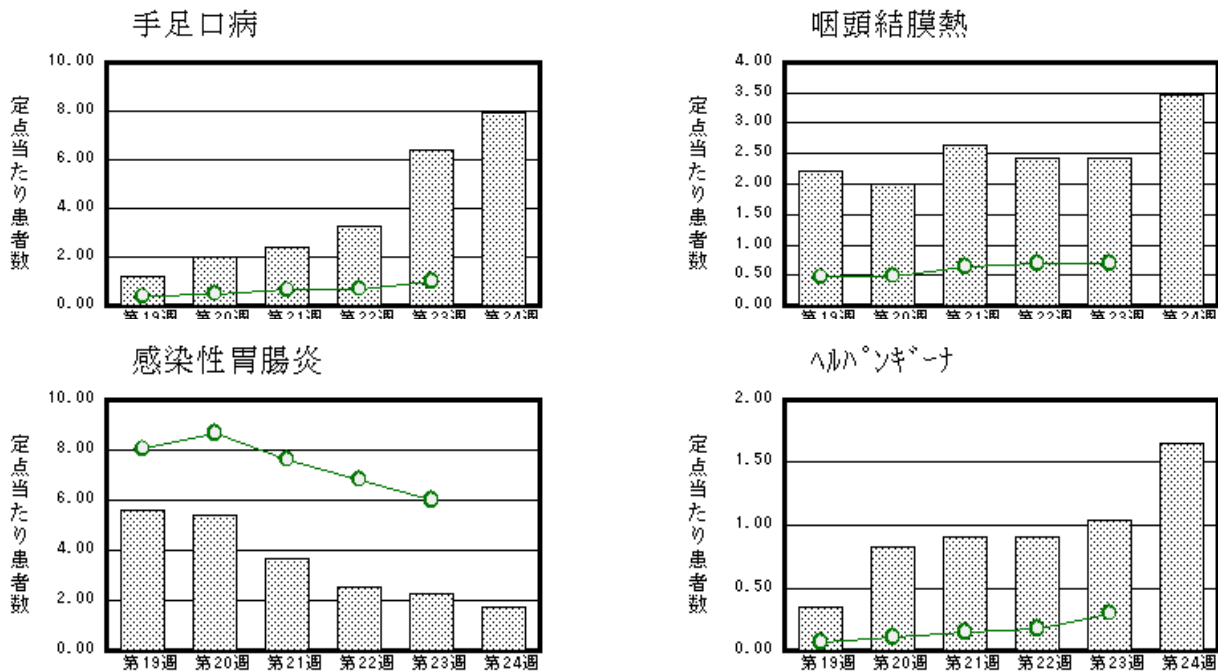 手足口病
定点当たり患者数
10.00
8.00
6.00
4.00
2.00
0.00
第19週 第20週 第21週 第22週 第23週 第24週
咽頭結膜熱
定点当たり患者数
4.00
3.50
3.00
2.50
2.00
1.50
1.00
0.50
0.00
第19週 第20週 第21週 第22週 第23週 第24週
感染性胃腸炎
定点当たり患者数
10.00
8.00
6.00
4.00
2.00
0.00
第19週 第20週 第21週 第22週 第23週 第24週
ﾍﾙﾊﾟﾝｷﾞｰﾅ
定点当たり患者数
2.00
1.50
1.00
0.50
0.00
第19週 第20週 第21週 第22週 第23週 第24週